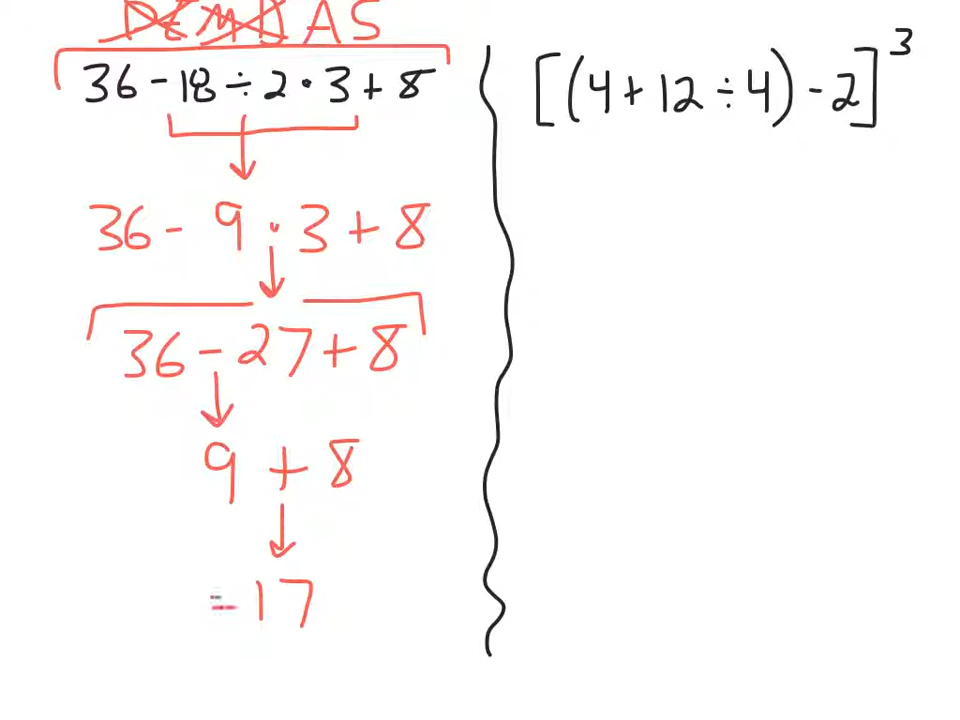 PEMDAS
36 - 18 ÷ 2 · 3 + 8
36 - 9 · 3 + 8
36 - 27 + 8
9 + 8
= 17
[(4 + 12 ÷ 4) - 2]³